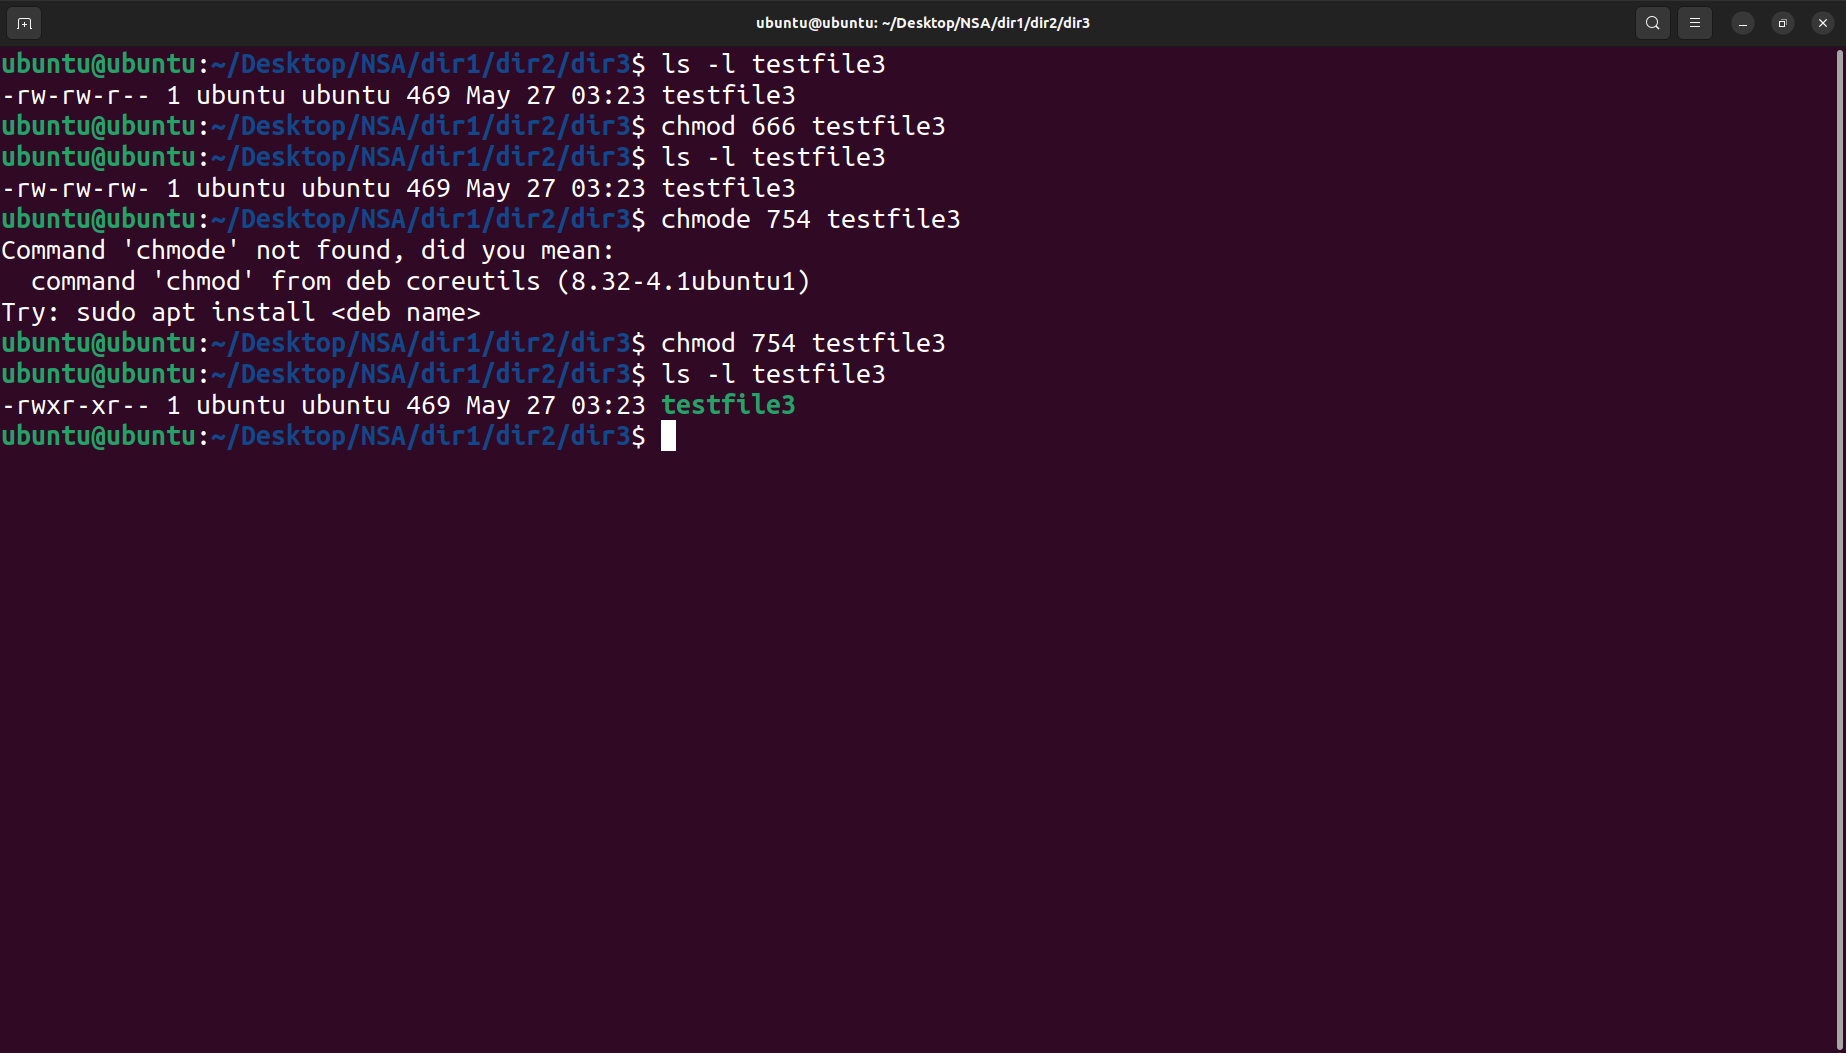 ubuntu@ubuntu: ~/Desktop/NSA/dir1/dir2/dir3
ubuntu@ubuntu:~/Desktop/NSA/dir1/dir2/dir3$ ls -l testfile3
-rw-rw-r-- 1 ubuntu ubuntu 469 May 27 03:23 testfile3
ubuntu@ubuntu:~/Desktop/NSA/dir1/dir2/dir3$ chmod 666 testfile3
ubuntu@ubuntu:~/Desktop/NSA/dir1/dir2/dir3$ ls -l testfile3
-rw-rw-rw- 1 ubuntu ubuntu 469 May 27 03:23 testfile3
ubuntu@ubuntu:~/Desktop/NSA/dir1/dir2/dir3$ chmode 754 testfile3
Command 'chmode' not found, did you mean:
  command 'chmod' from deb coreutils (8.32-4.1ubuntu1)
Try: sudo apt install <deb name>
ubuntu@ubuntu:~/Desktop/NSA/dir1/dir2/dir3$ chmod 754 testfile3
ubuntu@ubuntu:~/Desktop/NSA/dir1/dir2/dir3$ ls -l testfile3
-rwxr-xr-- 1 ubuntu ubuntu 469 May 27 03:23 testfile3
ubuntu@ubuntu:~/Desktop/NSA/dir1/dir2/dir3$